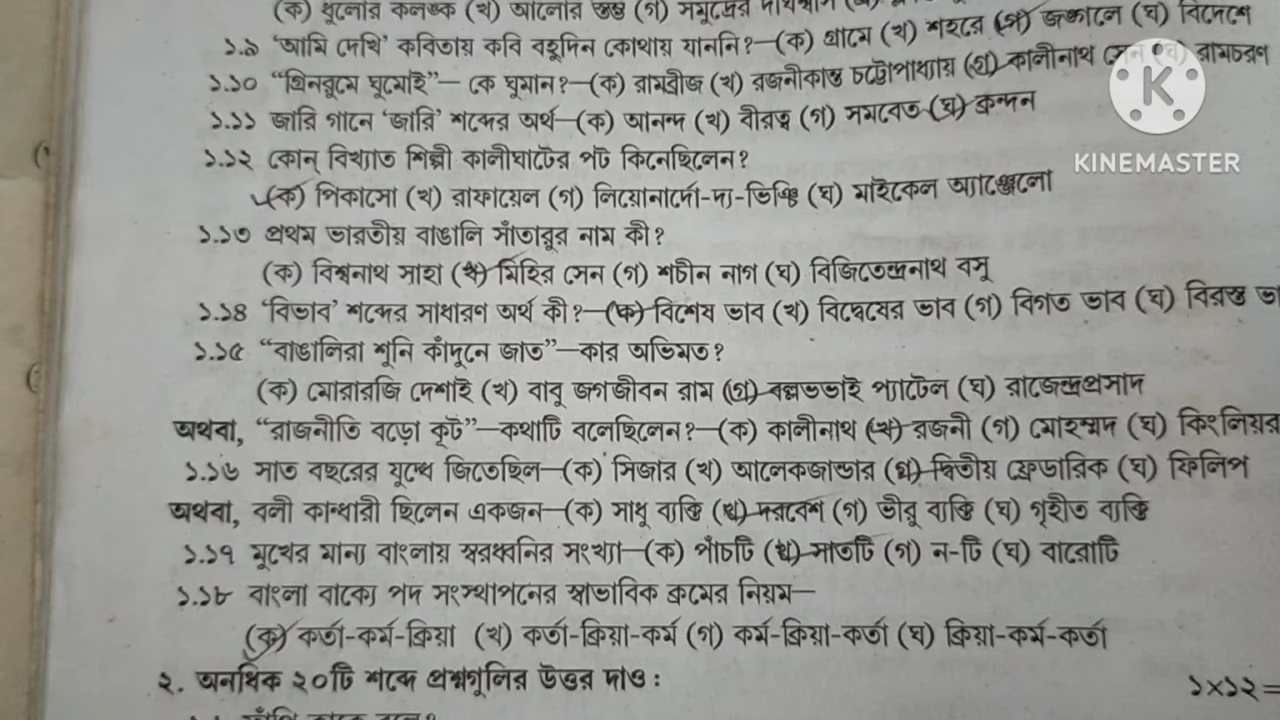 (ক) ধুলোর কলঙ্ক (খ) আলোর স্তম্ভ (গ) সমুদ্রের
১.৯ ‘আমি দেখি’ কবিতায় কবি বহুদিন কোথায় যাননি?—(ক) গ্রামে (খ) শহরে (গ) জঙ্গলে (ঘ) বিদেশে
১.১০ “গ্রিনরুমে ঘুমোই”— কে ঘুমান?—(ক) রামব্রীজ (খ) রজনীকান্ত চট্টোপাধ্যায় (গ) কালীনাথ সেন (ঘ) রামচরণ
১.১১ জারি গানে ‘জারি’ শব্দের অর্থ—(ক) আনন্দ (খ) বীরত্ব (গ) সমবেত (ঘ) ক্রন্দন
১.১২ কোন্ বিখ্যাত শিল্পী কালীঘাটের পট কিনেছিলেন?
KINEMASTER
(ক) পিকাসো (খ) রাফায়েল (গ) লিয়োনার্দো-দ্য-ভিঞ্চি (ঘ) মাইকেল অ্যাঞ্জেলো
১.১৩ প্রথম ভারতীয় বাঙালি সাঁতারুর নাম কী?
(ক) বিশ্বনাথ সাহা (খ) মিহির সেন (গ) শচীন নাগ (ঘ) বিজিতেন্দ্রনাথ বসু
১.১৪ ‘বিভাব’ শব্দের সাধারণ অর্থ কী?—(ক) বিশেষ ভাব (খ) বিদ্বেষের ভাব (গ) বিগত ভাব (ঘ) বিরস্ত
১.১৫ “বাঙালিরা শুনি কাঁদুনে জাত”—কার অভিমত?
(ক) মোরারজি দেশাই (খ) বাবু জগজীবন রাম (গ) বল্লভভাই প্যাটেল (ঘ) রাজেন্দ্রপ্রসাদ
অথবা, “রাজনীতি বড়ো কূট”—কথাটি বলেছিলেন?—(ক) কালীনাথ (খ) রজনী (গ) মোহম্মদ (ঘ) কিংলিয়র
১.১৬ সাত বছরের যুদ্ধে জিতেছিল—(ক) সিজার (খ) আলেকজান্ডার (গ) দ্বিতীয় ফ্রেডারিক (ঘ) ফিলিপ
অথবা, বলী কান্ধারী ছিলেন একজন—(ক) সাধু ব্যক্তি (খ) দরবেশ (গ) ভীরু ব্যক্তি (ঘ) গৃহীত ব্যক্তি
১.১৭ মুখের মান্য বাংলায় স্বরধ্বনির সংখ্যা—(ক) পাঁচটি (খ) সাতটি (গ) ন-টি (ঘ) বারোটি
১.১৮ বাংলা বাক্যে পদ সংস্থাপনের স্বাভাবিক ক্রমের নিয়ম—
(ক) কর্তা-কর্ম-ক্রিয়া (খ) কর্তা-ক্রিয়া-কর্ম (গ) কর্ম-ক্রিয়া-কর্তা (ঘ) ক্রিয়া-কর্ম-কর্তা
২. অনধিক ২০টি শব্দে প্রশ্নগুলির উত্তর দাও :
১×১২=